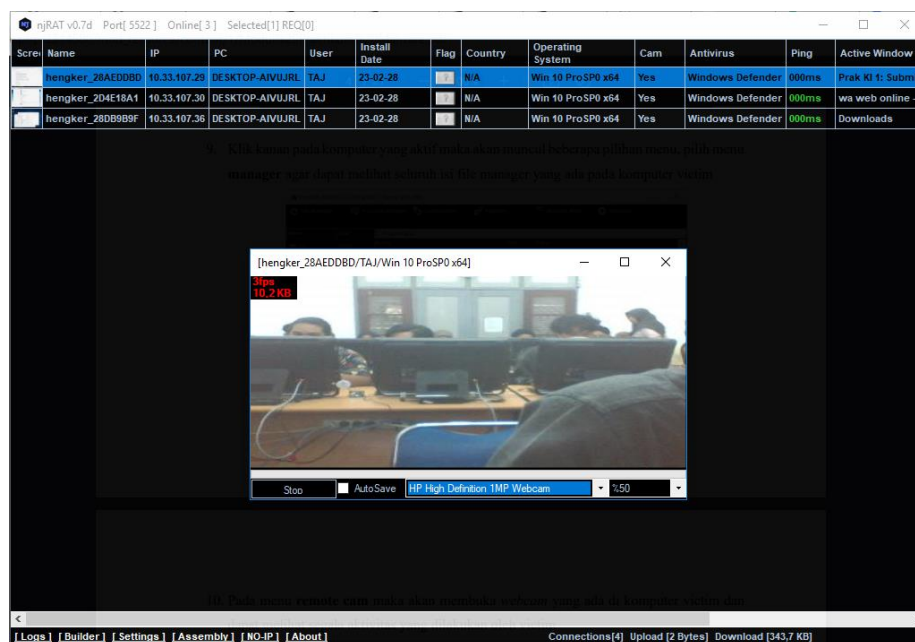 njRAT v0.7d Port[ 5522 ] Online[ 3 ] Selected[1] REQ[0]
Scree Name IP PC User Install Date Flag Country Operating System Cam Antivirus Ping Active Window
hengker_28AEDDBD 10.33.107.29 DESKTOP-AIVUJRL TAJ 23-02-28 N/A Win 10 ProSP0 x64 Yes Windows Defender 000ms Prak KI 1: Subm
hengker_2D4E18A1 10.33.107.30 DESKTOP-AIVUJRL TAJ 23-02-28 N/A Win 10 ProSP0 x64 Yes Windows Defender 000ms wa web online -
hengker_28DB9B9F 10.33.107.36 DESKTOP-AIVUJRL TAJ 23-02-28 N/A Win 10 ProSP0 x64 Yes Windows Defender 000ms Downloads
9. Klik kanan pada komputer yang aktif maka akan muncul beberapa pilihan menu, pilih menu
manager agar dapat melihat seluruh isi file manager yang ada pada komputer victim
[hengker_28AEDDBD/TAJ/Win 10 ProSP0 x64]
3fps
10,2 KB
Stop AutoSave HP High Definition 1MP Webcam %50
10. Pada menu remote cam maka akan membuka webcam yang ada di komputer victim dan
[ Logs ] [ Builder ] [ Settings ] [ Assembly ] [ NO-IP ] [ About ] Connections[4] Upload [2 Bytes] Download [343,7 KB]